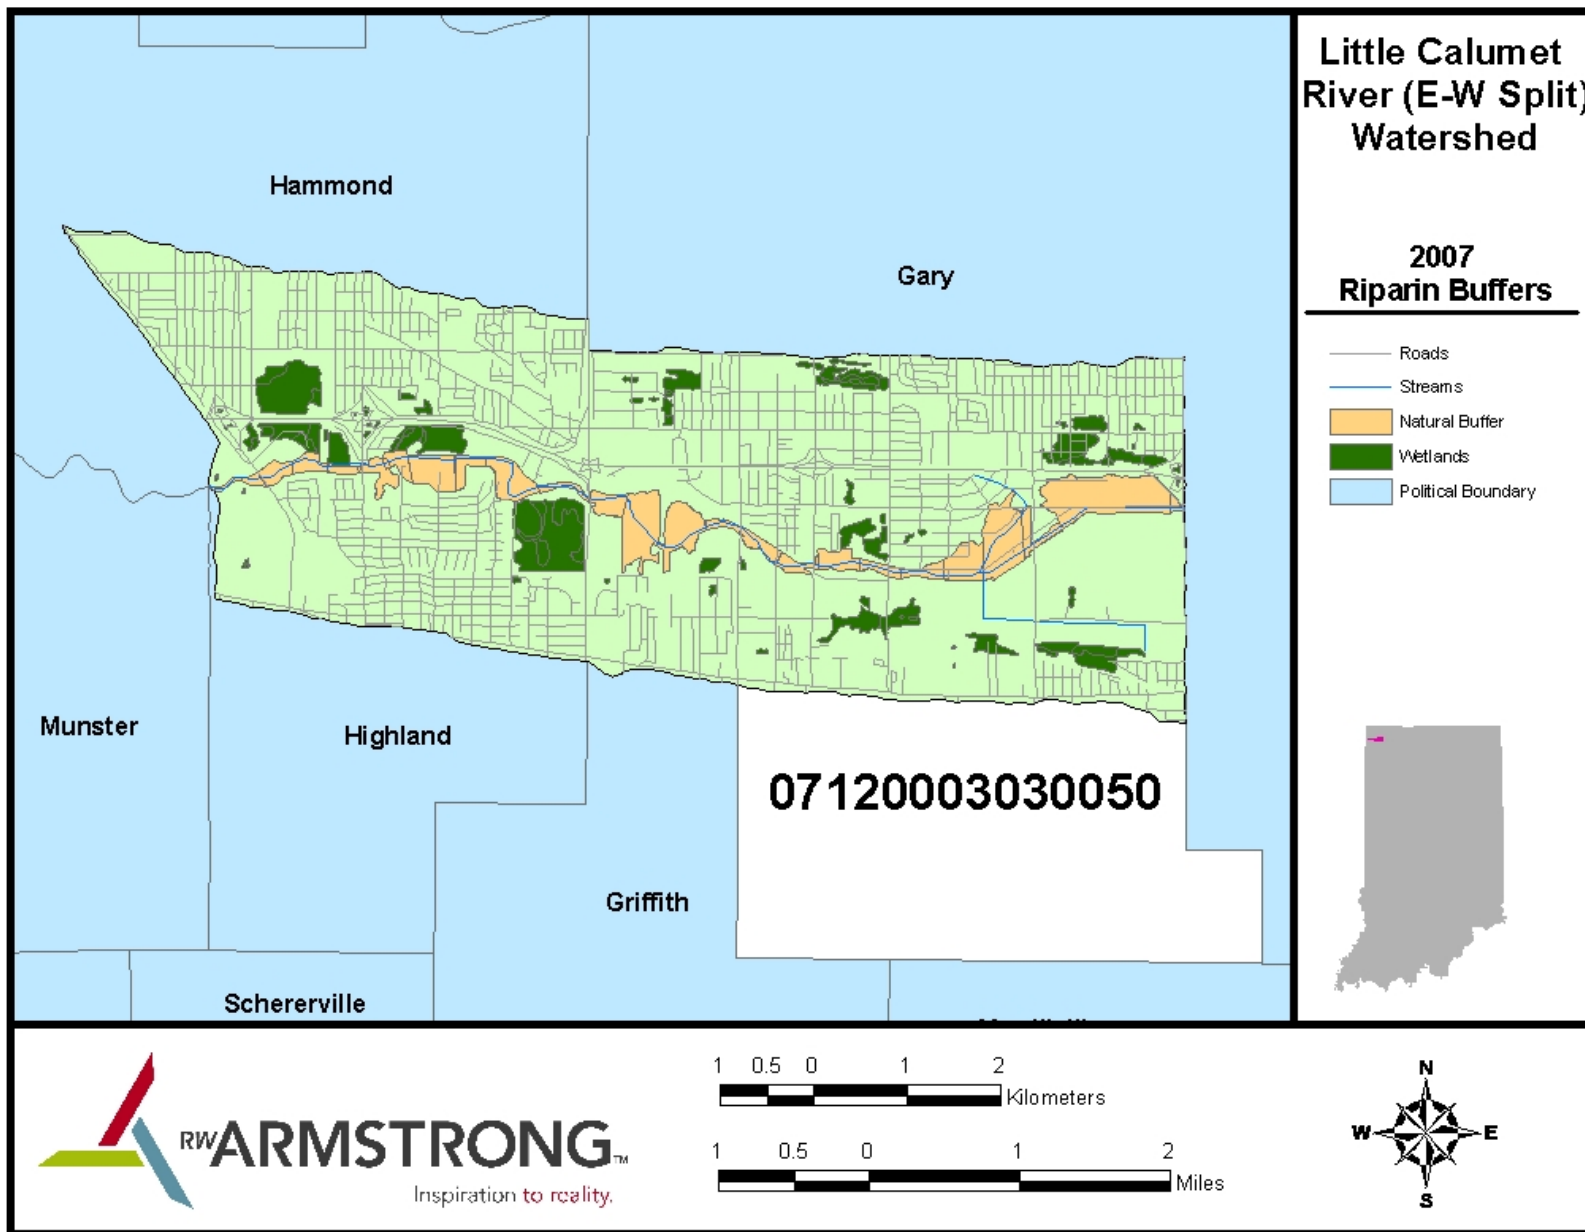 Little Calumet
River (E-W Split)
Watershed
2007
Riparin Buffers
Roads
Streams
Natural Buffer
Wetlands
Political Boundary
Hammond
Gary
Munster
Highland
07120003030050
Griffith
Schererville
RWARMSTRONG™
Inspiration to reality.
1 0.5 0 1 2
Kilometers
1 0.5 0 1 2
Miles
N
W E
S